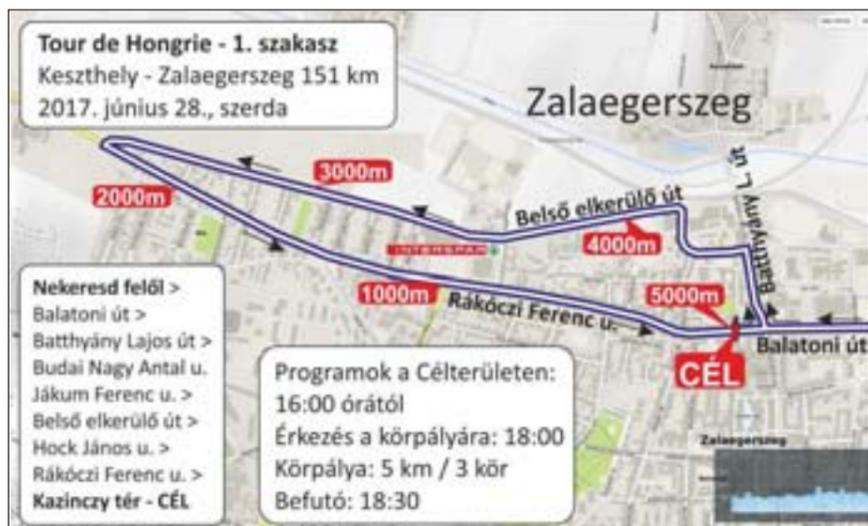 Tour de Hongrie - 1. szakasz
Keszthely - Zalaegerszeg 151 km
2017. június 28., szerda
Zalaegerszeg
3000m
2000m
Belső elkerülő út
4000m
Batthyány L. út
INTERSPAR
1000m
Rákóczi Ferenc u.
5000m
CÉL
Balatoni út
Nekeresd felől >
Balatoni út >
Batthyány Lajos út >
Budai Nagy Antal u.
Jákum Ferenc u. >
Belső elkerülő út >
Hock János u. >
Rákóczi Ferenc u. >
Kazinczy tér - CÉL
Programok a Célterületen:
16:00 órától
Érkezés a körpályára: 18:00
Körpálya: 5 km / 3 kör
Befutó: 18:30
Zalaegerszeg